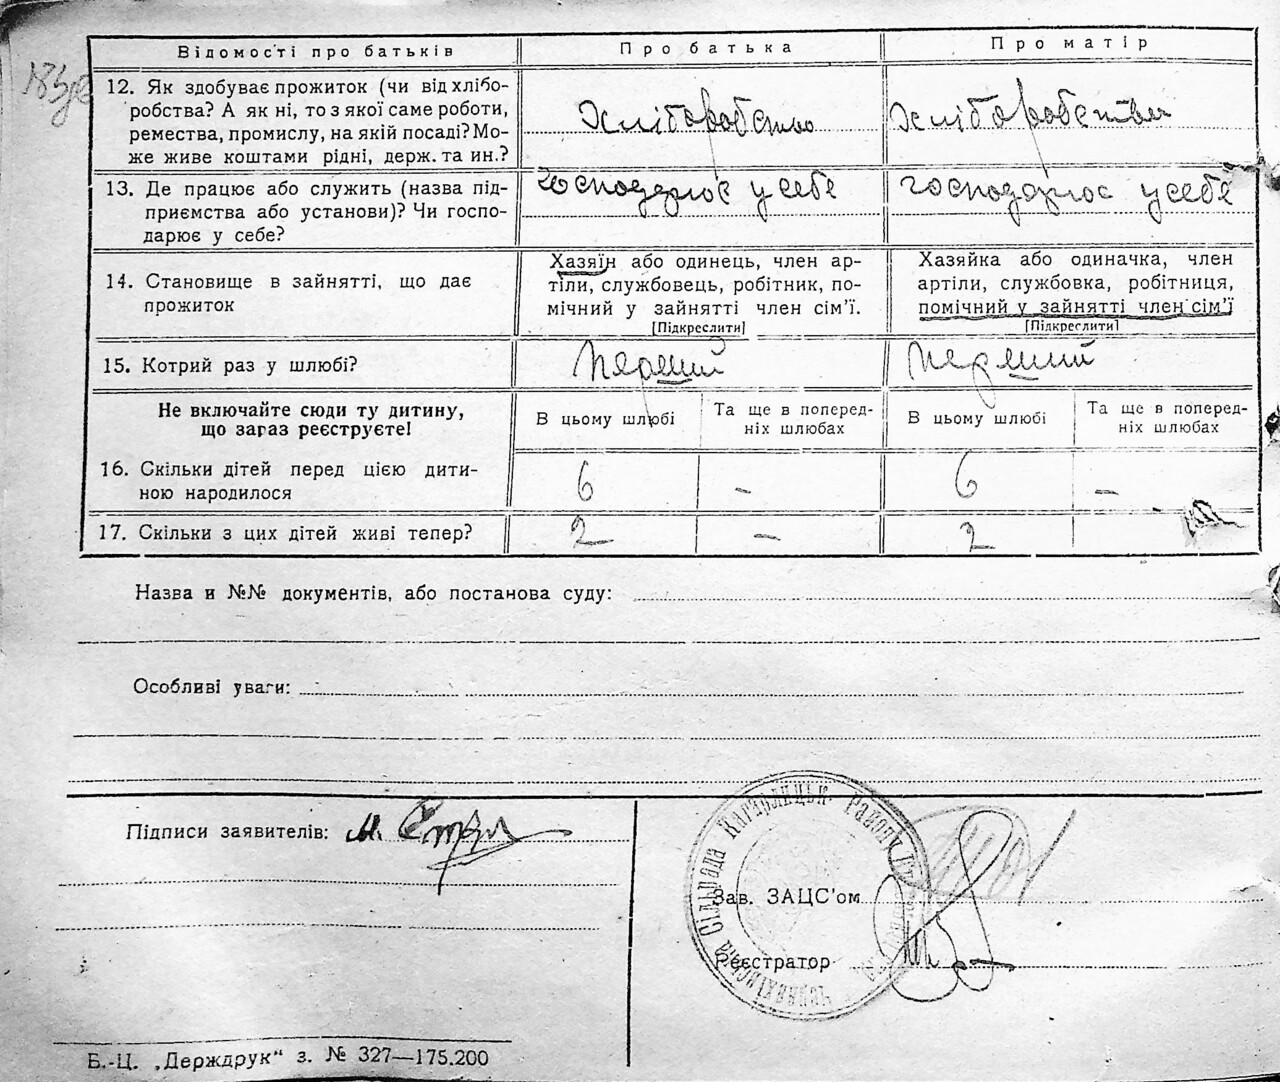 Відомості про батьків
Про батька
Про матір
12. Як здобуває прожиток (чи від хлібо-
робства? А як ні, то з якої саме роботи,
ремества, промислу, на якій посаді? Мо-
же живе коштами рідні, держ. та ин.?
хліборобство
хліборобством
13. Де працює або служить (назва під-
приємства або установи)? Чи госпо-
дарює у себе?
господарює у себе
господарює у себе
14. Становище в зайнятті, що дає
прожиток
Хазяїн або одинець, член ар-
тіли, службовець, робітник, по-
мічний у зайнятті член сім'ї.
[Підкреслити]
Хазяйка або одиначка, член
артіли, службовка, робітниця,
помічний у зайнятті член сім'ї
[Підкреслити]
15. Котрий раз у шлюбі?
перший
перший
Не включайте сюди ту дитину,
що зараз реєструєте!
В цьому шлюбі
Та ще в поперед-
ніх шлюбах
В цьому шлюбі
Та ще в поперед-
ніх шлюбах
16. Скільки дітей перед цією дити-
ною народилося
6
–
6
–
17. Скільки з цих дітей живі тепер?
2
–
2
Назва и №№ документів, або постанова суду:
Особливі уваги:
Підписи заявителів:
Зав. ЗАЦС'ом
Реєстратор
Сільрада Кагарлицьк. Району
Б.-Ц. „Держдрук“ з. № 327—175.200